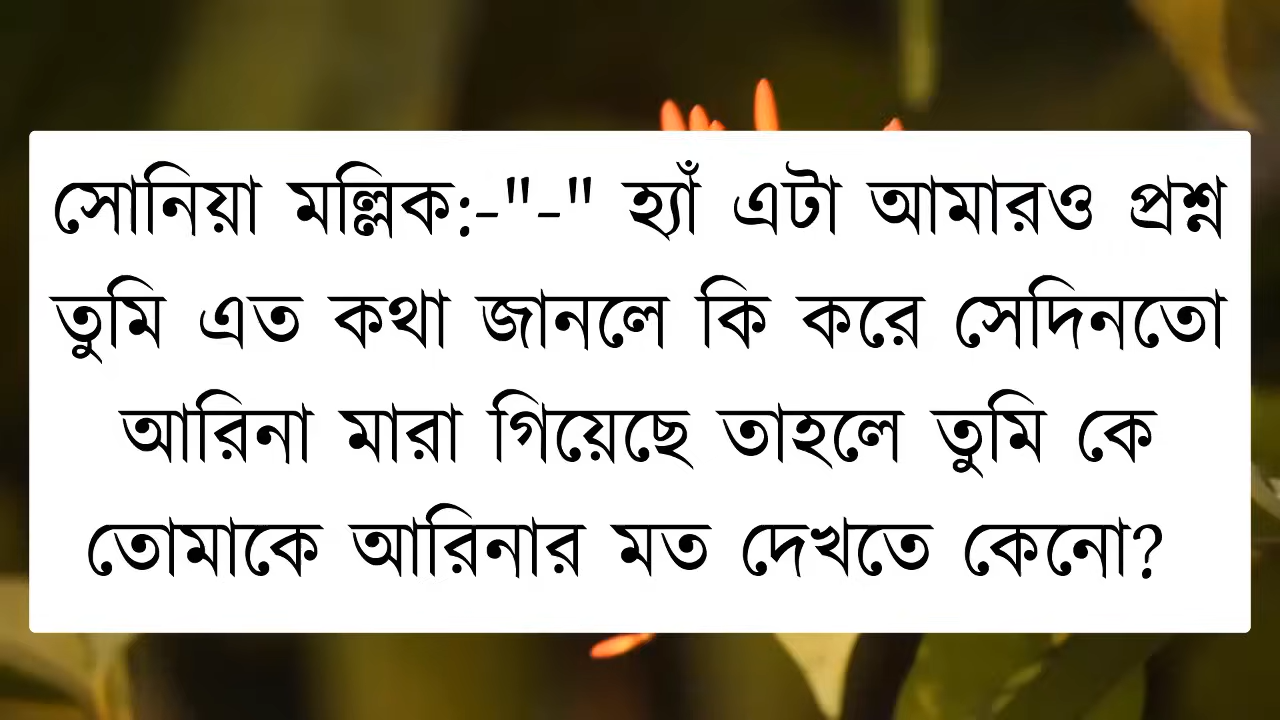 সোনিয়া মল্লিক:-"-" হ্যাঁ এটা আমারও প্রশ্ন
তুমি এত কথা জানলে কি করে সেদিনতো
আরিনা মারা গিয়েছে তাহলে তুমি কে
তোমাকে আরিনার মত দেখতে কেনো?